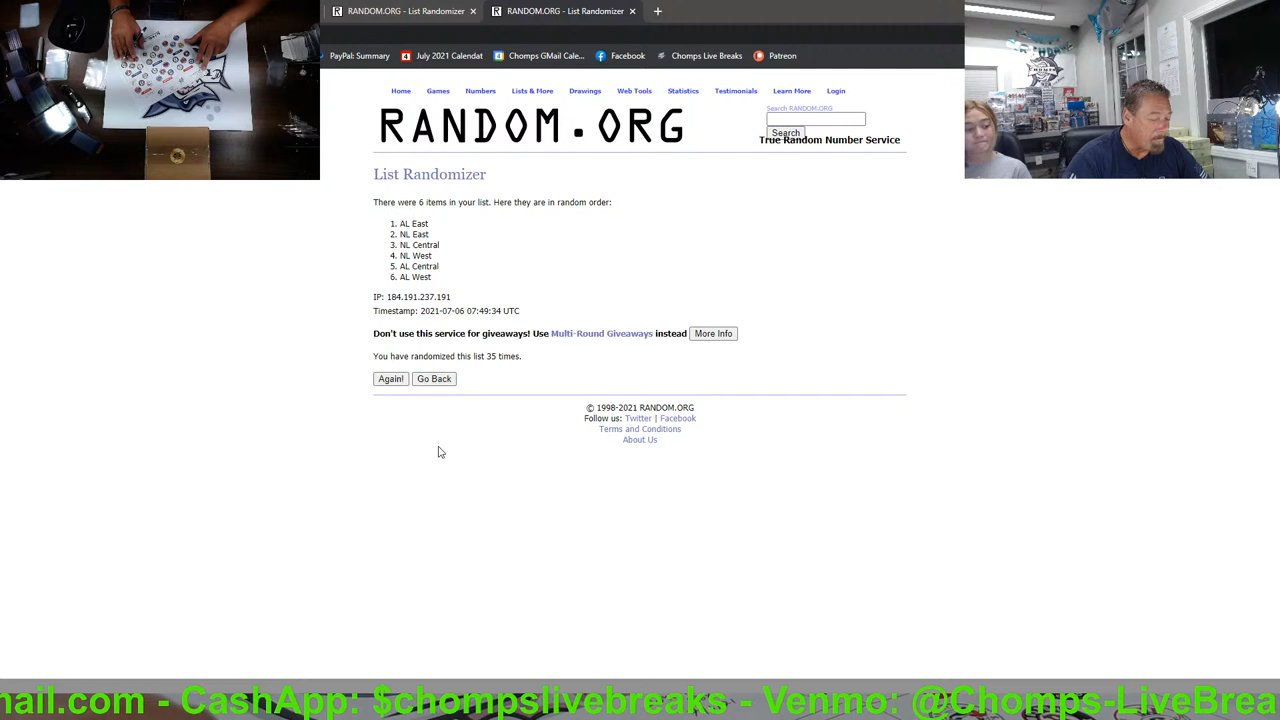 RANDOM.ORG - List Randomizer × RANDOM.ORG - List Randomizer × +
PayPal: Summary July 2021 Calendat Chomps GMail Cale... Facebook Chomps Live Breaks Patreon
Home Games Numbers Lists & More Drawings Web Tools Statistics Testimonials Learn More Login
Search RANDOM.ORG
RANDOM.ORG
Search
True Random Number Service
List Randomizer
There were 6 items in your list. Here they are in random order:
1. AL East
2. NL East
3. NL Central
4. NL West
5. AL Central
6. AL West
IP: 184.191.237.191
Timestamp: 2021-07-06 07:49:34 UTC
Don't use this service for giveaways! Use Multi-Round Giveaways instead More Info
You have randomized this list 35 times.
Again! Go Back
© 1998-2021 RANDOM.ORG
Follow us: Twitter | Facebook
Terms and Conditions
About Us
mail.com - CashApp: $chompslivebreaks - Venmo: @Chomps-LiveBrea